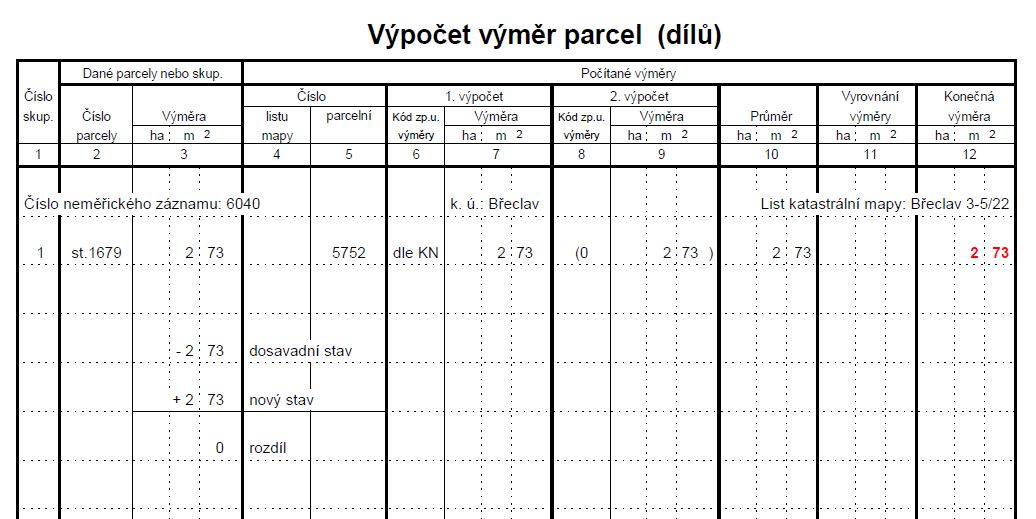 Výpočet výměr parcel (dílů)
Dané parcely nebo skup. Počítané výměry
Číslo skup. Číslo parcely Výměra Číslo 1. výpočet 2. výpočet Průměr Vyrovnání výměry Konečná výměra
listu mapy parcelní Kód zp.u. výměry Výměra Kód zp.u. výměry Výměra
ha m 2 ha m 2 ha m 2 ha m 2 ha m 2 ha m 2
1 2 3 4 5 6 7 8 9 10 11 12
Číslo neměřického záznamu: 6040 k. ú.: Břeclav List katastrální mapy: Břeclav 3-5/22
1 st.1679 2 73 5752 dle KN 2 73 (0 2 73 ) 2 73 2 73
- 2 73 dosavadní stav
+ 2 73 nový stav
0 rozdíl